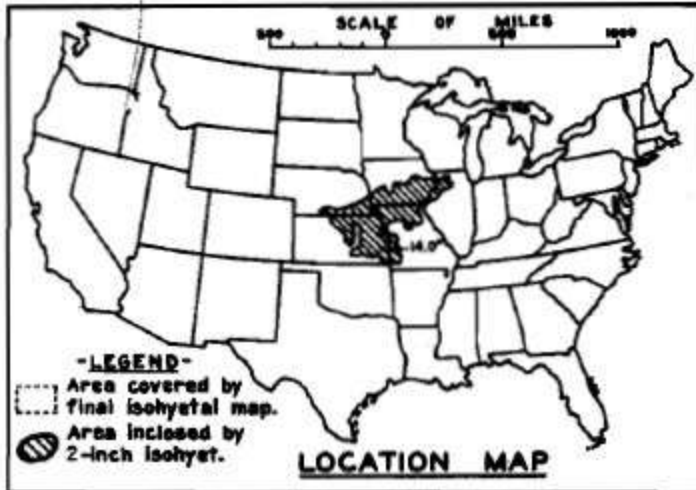 SCALE OF MILES
500 0 500 1000
14.0"
-LEGEND-
Area covered by
final isohyetal map.
Area inclosed by
2-inch isohyet.
LOCATION MAP